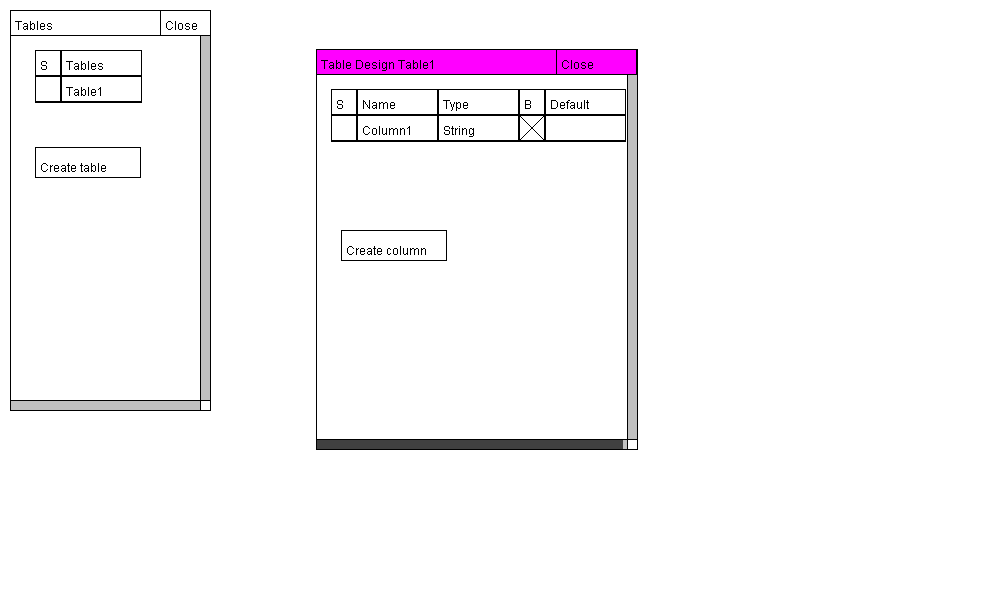 Tables Close
S Tables
Table1
Create table
Table Design Table1 Close
S Name Type B Default
Column1 String
Create column